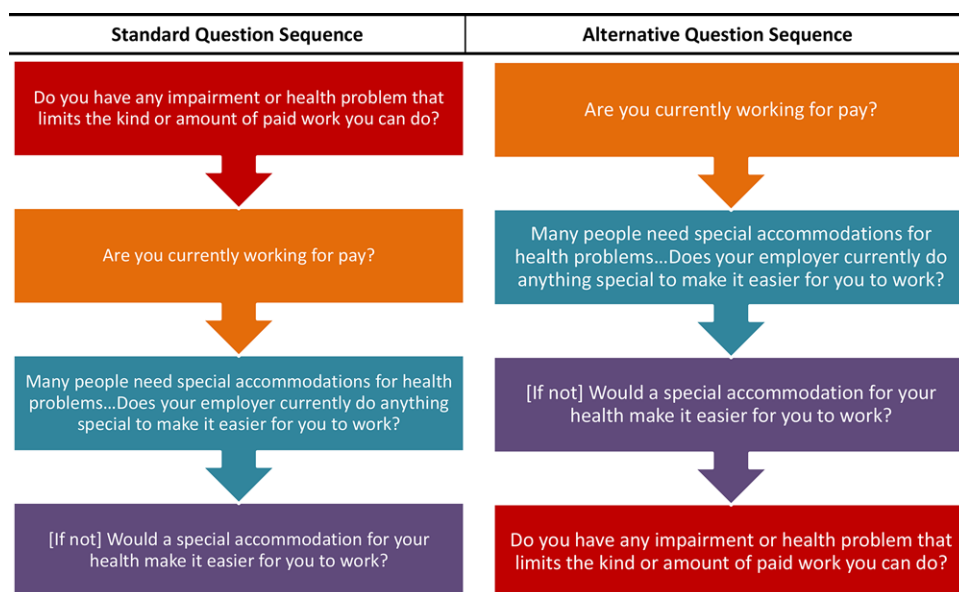 Standard Question Sequence
Do you have any impairment or health problem that
limits the kind or amount of paid work you can do?
Are you currently working for pay?
Many people need special accommodations for health
problems...Does your employer currently do anything
special to make it easier for you to work?
[If not] Would a special accommodation for your
health make it easier for you to work?
Alternative Question Sequence
Are you currently working for pay?
Many people need special accommodations for
health problems...Does your employer currently do
anything special to make it easier for you to work?
[If not] Would a special accommodation for your
health make it easier for you to work?
Do you have any impairment or health problem that
limits the kind or amount of paid work you can do?